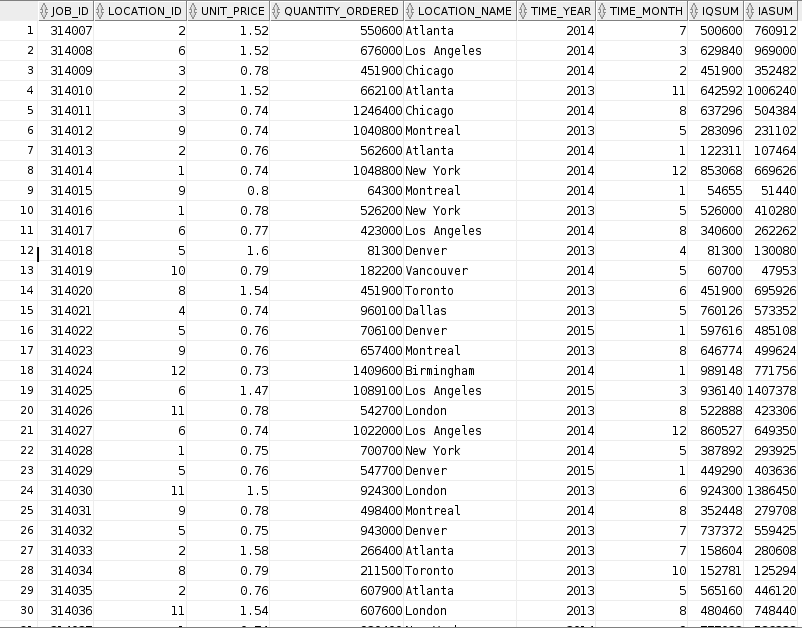 JOB_ID LOCATION_ID UNIT_PRICE QUANTITY_ORDERED LOCATION_NAME TIME_YEAR TIME_MONTH IQSUM IASUM
1 314007 2 1.52 550600 Atlanta 2014 7 500600 760912
2 314008 6 1.52 676000 Los Angeles 2014 3 629840 969000
3 314009 3 0.78 451900 Chicago 2014 2 451900 352482
4 314010 2 1.52 662100 Atlanta 2013 11 642592 1006240
5 314011 3 0.74 1246400 Chicago 2014 8 637296 504384
6 314012 9 0.74 1040800 Montreal 2013 5 283096 231102
7 314013 2 0.76 562600 Atlanta 2014 1 122311 107464
8 314014 1 0.74 1048800 New York 2014 12 853068 669626
9 314015 9 0.8 64300 Montreal 2014 1 54655 51440
10 314016 1 0.78 526200 New York 2013 5 526000 410280
11 314017 6 0.77 423000 Los Angeles 2014 8 340600 262262
12 314018 5 1.6 81300 Denver 2013 4 81300 130080
13 314019 10 0.79 182200 Vancouver 2014 5 60700 47953
14 314020 8 1.54 451900 Toronto 2013 6 451900 695926
15 314021 4 0.74 960100 Dallas 2013 5 760126 573352
16 314022 5 0.76 706100 Denver 2015 1 597616 485108
17 314023 9 0.76 657400 Montreal 2013 8 646774 499624
18 314024 12 0.73 1409600 Birmingham 2014 1 989148 771756
19 314025 6 1.47 1089100 Los Angeles 2015 3 936140 1407378
20 314026 11 0.78 542700 London 2013 8 522888 423306
21 314027 6 0.74 1022000 Los Angeles 2014 12 860527 649350
22 314028 1 0.75 700700 New York 2014 5 387892 293925
23 314029 5 0.76 547700 Denver 2015 1 449290 403636
24 314030 11 1.5 924300 London 2013 6 924300 1386450
25 314031 9 0.78 498400 Montreal 2014 8 352448 279708
26 314032 5 0.75 943000 Denver 2013 7 737372 559425
27 314033 2 1.58 266400 Atlanta 2013 7 158604 280608
28 314034 8 0.79 211500 Toronto 2013 10 152781 125294
29 314035 2 0.76 607900 Atlanta 2013 5 565160 446120
30 314036 11 1.54 607600 London 2013 8 480460 748440